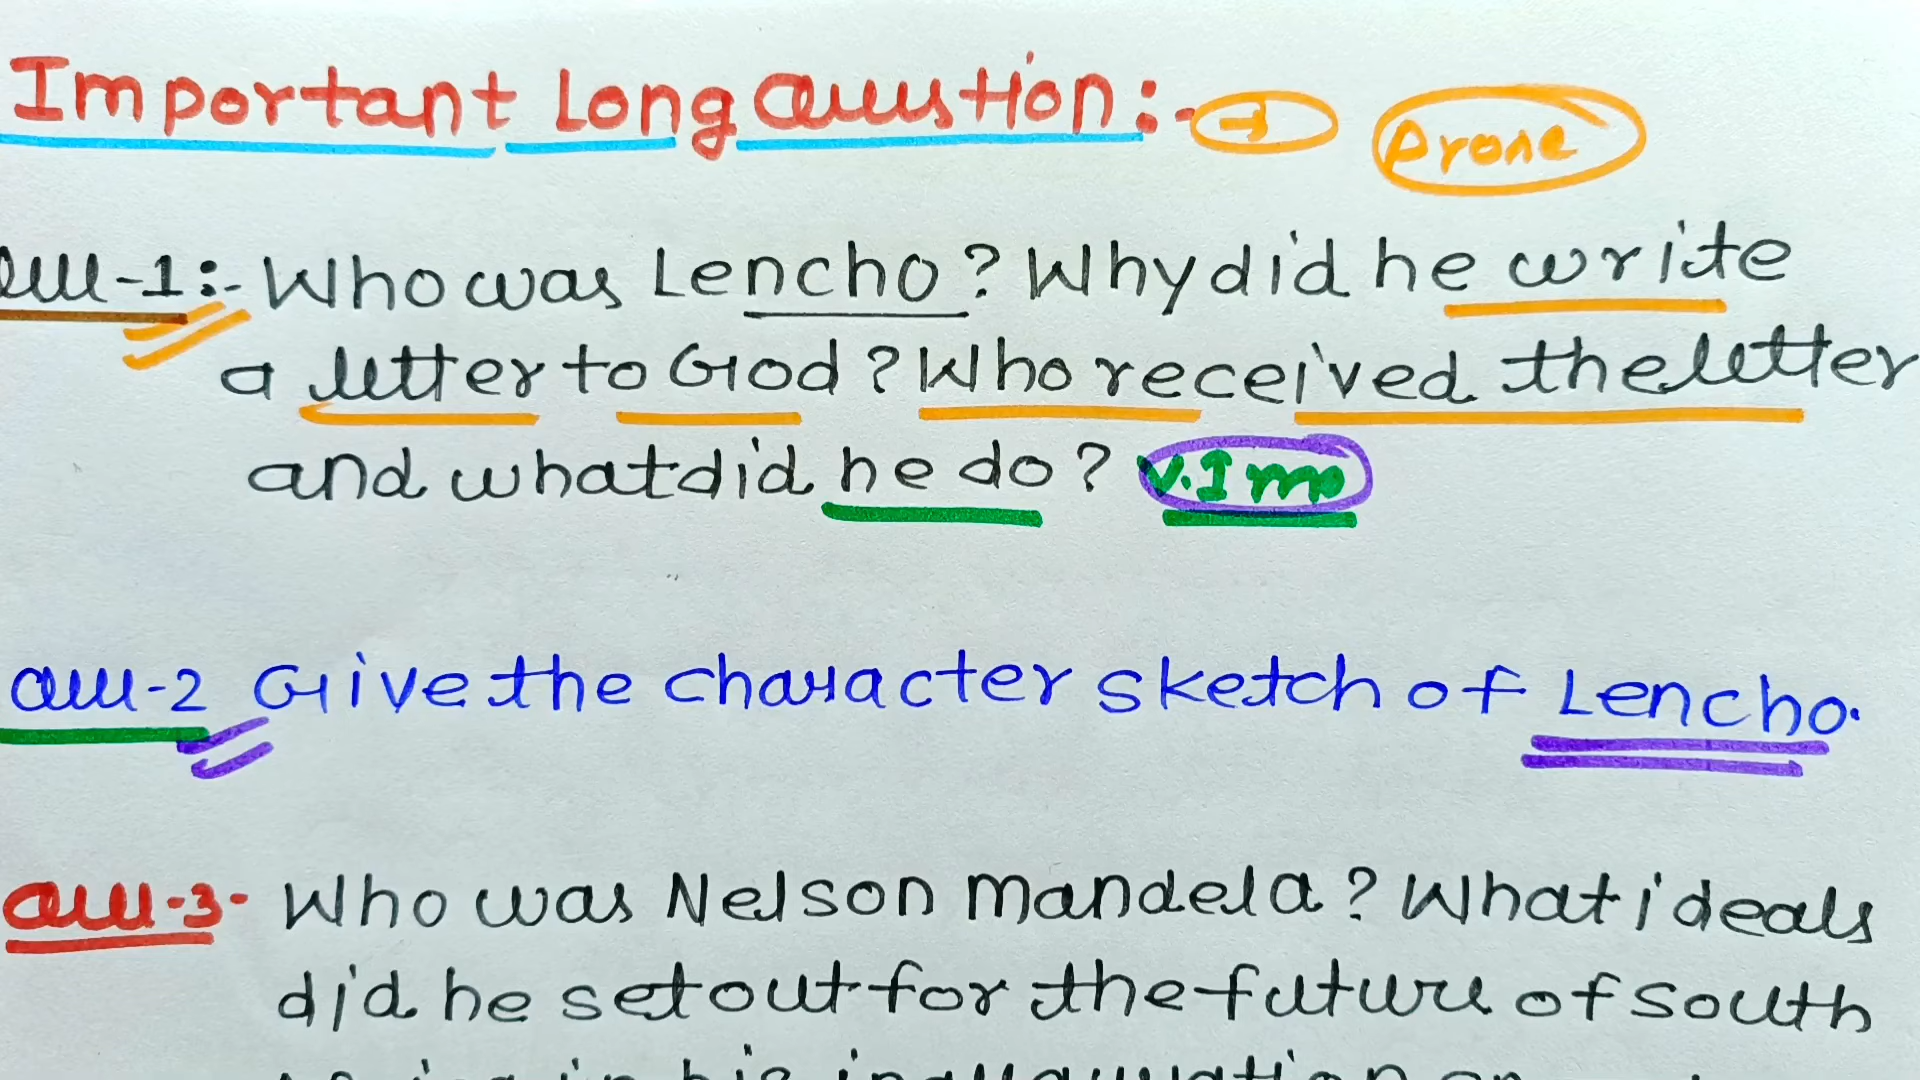 Important Long Question:- → Prose
Que-1:- Who was Lencho? Why did he write
a letter to God? Who received the letter
and what did he do? V.Imp
Que-2 Give the character sketch of Lencho.
Que-3- Who was Nelson Mandela? What ideals
did he set out for the future of South
in his